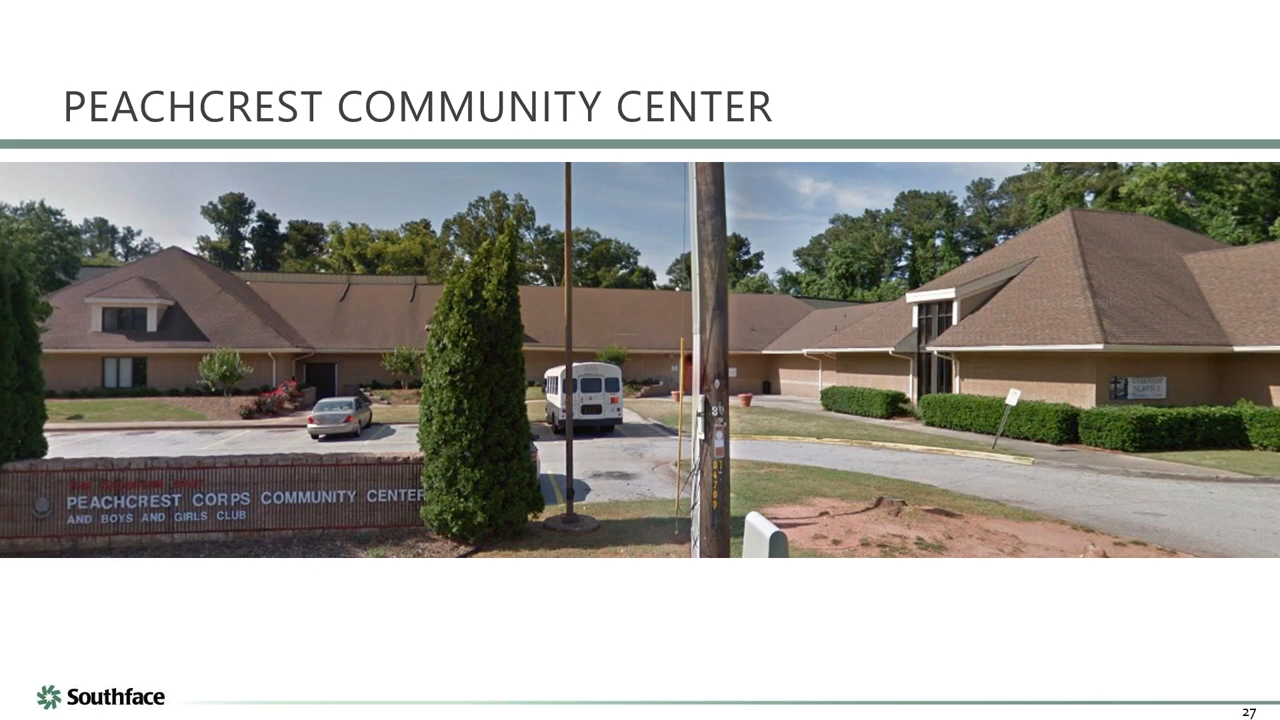 PEACHCREST COMMUNITY CENTER
PEACHCREST CORPS COMMUNITY CENTER
AND BOYS AND GIRLS CLUB
Southface
27